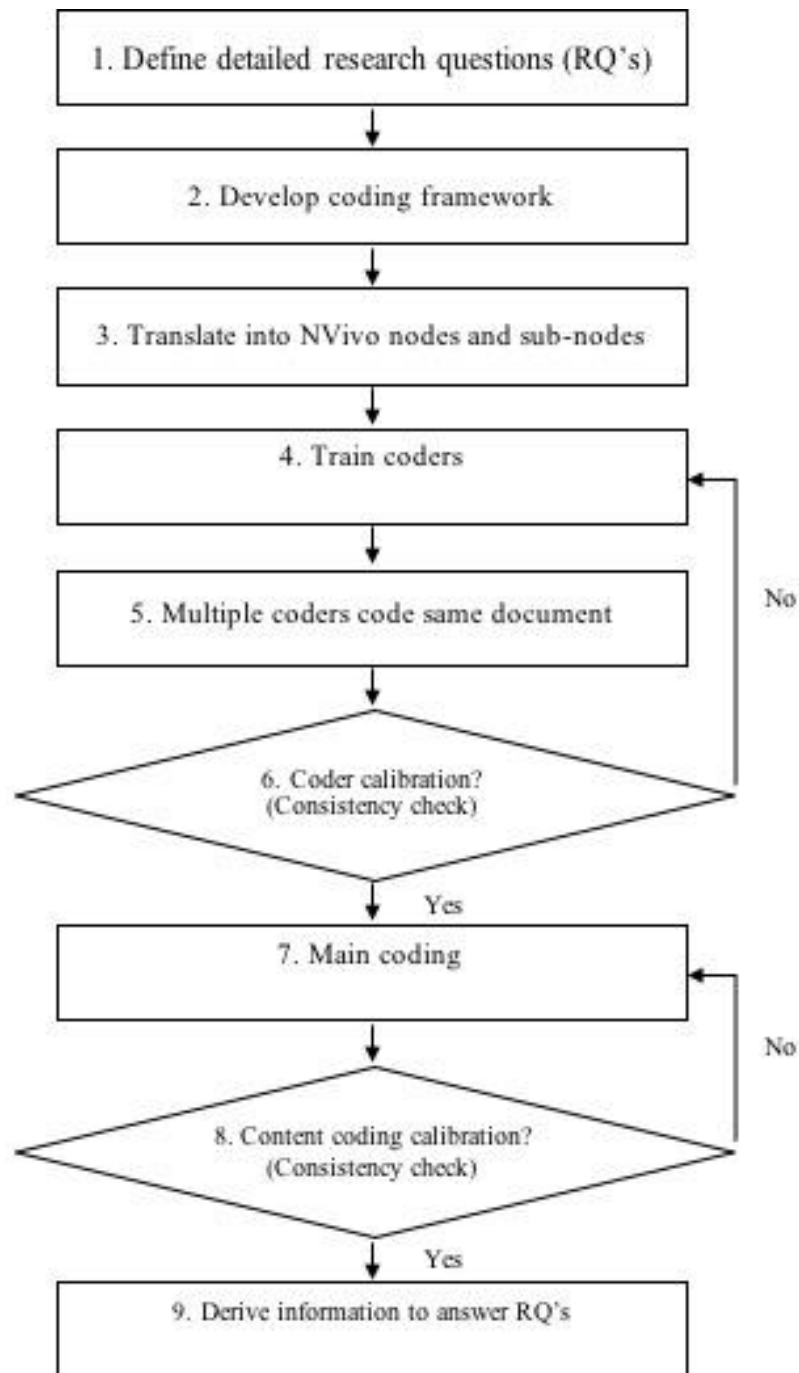 1. Define detailed research questions (RQ's)
2. Develop coding framework
3. Translate into NVivo nodes and sub-nodes
4. Train coders
5. Multiple coders code same document
No
6. Coder calibration?
(Consistency check)
Yes
7. Main coding
No
8. Content coding calibration?
(Consistency check)
Yes
9. Derive information to answer RQ's